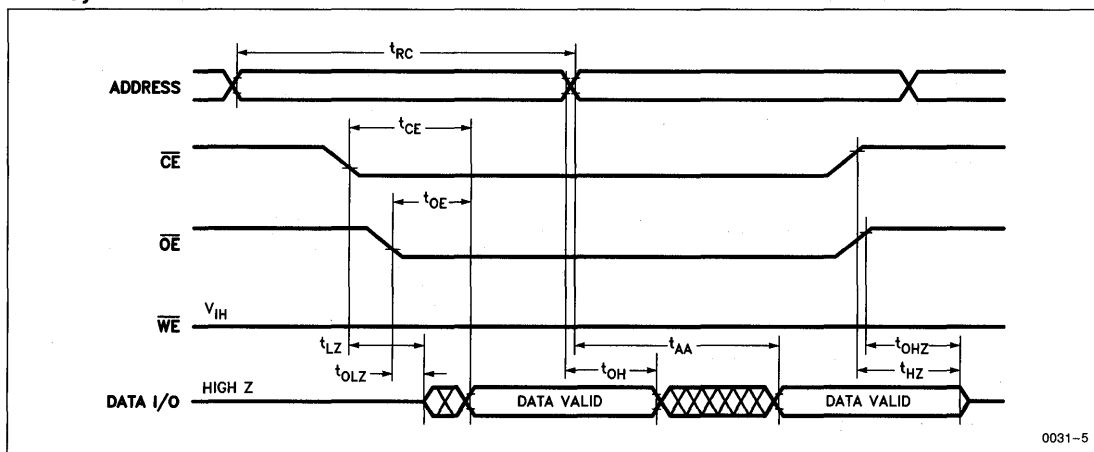 tRC
ADDRESS
tCE
CE
tOE
OE
VIH
WE
tLZ
tAA
tOHZ
tOLZ
tOH
tHZ
HIGH Z
DATA I/O
DATA VALID
DATA VALID
0031-5